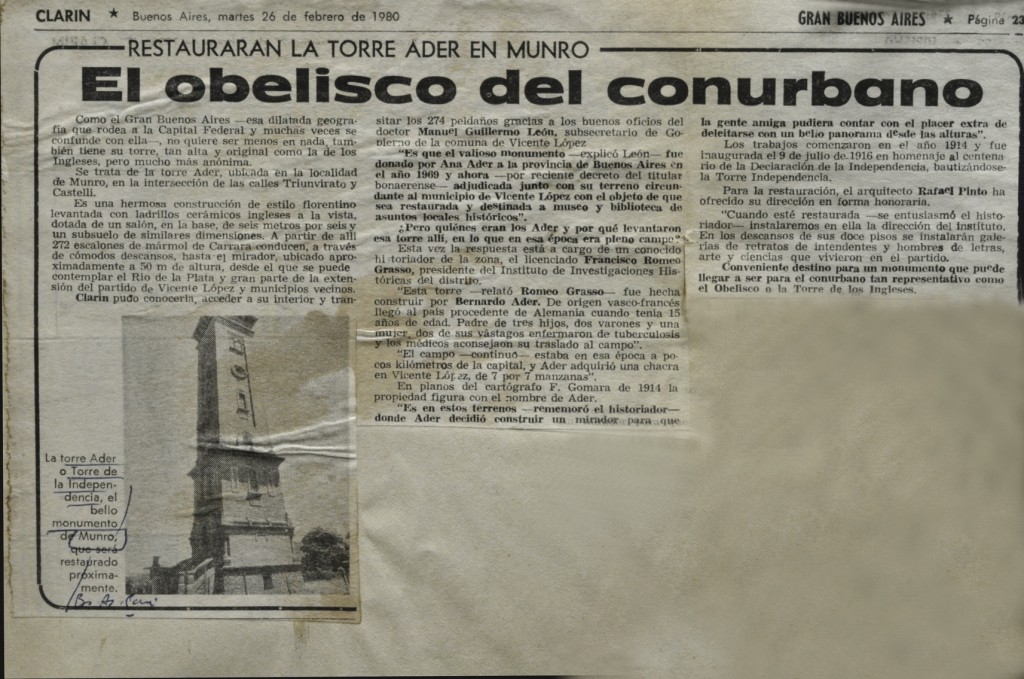 CLARIN ★ Buenos Aires, martes 26 de febrero de 1980
GRAN BUENOS AIRES ★ Página 23
RESTAURARAN LA TORRE ADER EN MUNRO
El obelisco del conurbano
Como el Gran Buenos Aires —esa dilatada geogra-
fía que rodea a la Capital Federal y muchas veces se
confunde con ella—, no quiere ser menos en nada, tam-
bién tiene su torre, tan alta y original como la de los
Ingleses, pero mucho más anónima.
Se trata de la torre Ader, ubicada en la localidad
de Munro, en la intersección de las calles Triunvirato y
Castelli.
Es una hermosa construcción de estilo florentino
levantada con ladrillos cerámicos ingleses a la vista,
dotada de un salón, en la base, de seis metros por seis y
un subsuelo de similares dimensiones. A partir de allí
272 escalones de mármol de Carrara conducen, a través
de cómodos descansos, hasta el mirador, ubicado apro-
ximadamente a 50 m de altura, desde el que se puede
contemplar el Río de la Plata y gran parte de la exten-
sión del partido de Vicente López y municipios vecinos.
Clarín pudo conocerla, acceder a su interior y tran-
sitar los 274 peldaños gracias a los buenos oficios del
doctor Manuel Guillermo León, subsecretario de Go-
bierno de la comuna de Vicente López
"Es que el valioso monumento —explicó León— fue
donado por Ana Ader a la provincia de Buenos Aires en
el año 1969 y ahora —por reciente decreto del titular
bonaerense— adjudicada junto con su terreno circun-
dante al municipio de Vicente López con el objeto de que
sea restaurada y destinada a museo y biblioteca de
asuntos locales históricos".
¿Pero quiénes eran los Ader y por qué levantaron
esa torre allí, en lo que en esa época era pleno campo?
Esta vez la respuesta está a cargo de un conocido
historiador de la zona, el licenciado Francisco Romeo
Grasso, presidente del Instituto de Investigaciones His-
tóricas del distrito.
"Esta torre —relató Romeo Grasso— fue hecha
construir por Bernardo Ader. De origen vasco-francés
llegó al país procedente de Alemania cuando tenía 15
años de edad. Padre de tres hijos, dos varones y una
mujer, dos de sus vástagos enfermaron de tuberculosis
y los médicos aconsejaon su traslado al campo".
"El campo —continuó— estaba en esa época a po-
cos kilómetros de la capital, y Ader adquirió una chacra
en Vicente López, de 7 por 7 manzanas".
En planos del cartógrafo F. Gomara de 1914 la
propiedad figura con el nombre de Ader.
"Es en estos terrenos —rememoró el historiador—
donde Ader decidió construir un mirador para que
la gente amiga pudiera contar con el placer extra de
deleitarse con un bello panorama desde las alturas".
Los trabajos comenzaron en el año 1914 y fue
inaugurada el 9 de julio de 1916 en homenaje al centena-
rio de la Declaración de la Independencia, bautizándose-
la Torre Independencia.
Para la restauración, el arquitecto Rafael Pinto ha
ofrecido su dirección en forma honoraria.
"Cuando esté restaurada —se entusiasmó el histo-
riador— instalaremos en ella la dirección del instituto.
En los descansos de sus doce pisos se instalarán gale-
rías de retratos de intendentes y hombres de letras,
arte y ciencias que vivieron en el partido.
Conveniente destino para un monumento que puede
llegar a ser para el conurbano tan representativo como
el Obelisco o la Torre de los Ingleses.
La torre Ader
o Torre de
la Indepen-
dencia, el
bello
monumento
de Munro,
que será
restaurado
próxima-
mente.